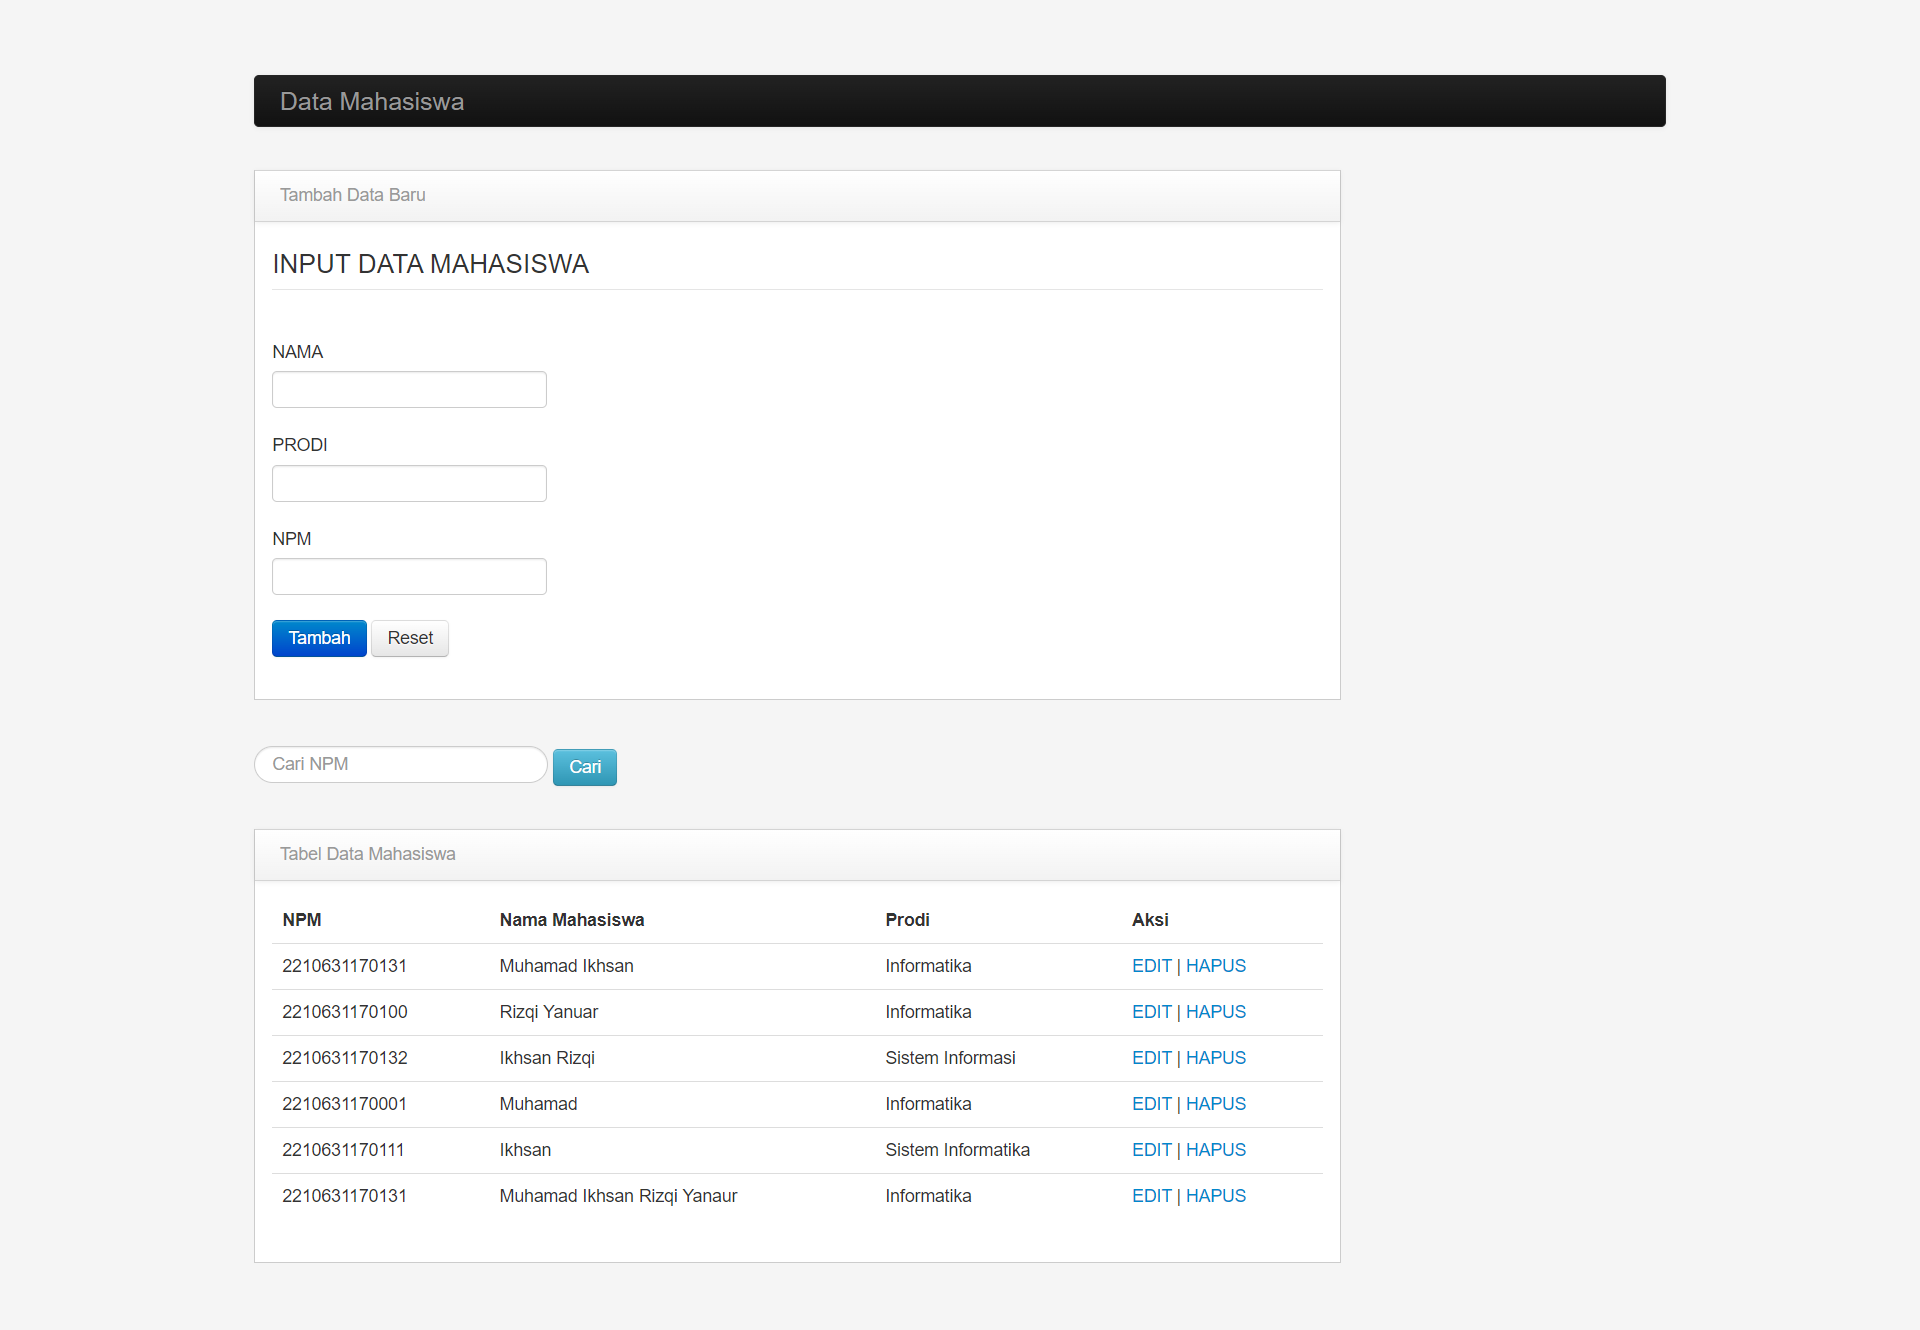 Data Mahasiswa
Tambah Data Baru
INPUT DATA MAHASISWA
NAMA
PRODI
NPM
Tambah Reset
Cari NPM Cari
Tabel Data Mahasiswa
NPM Nama Mahasiswa Prodi Aksi
2210631170131 Muhamad Ikhsan Informatika EDIT | HAPUS
2210631170100 Rizqi Yanuar Informatika EDIT | HAPUS
2210631170132 Ikhsan Rizqi Sistem Informasi EDIT | HAPUS
2210631170001 Muhamad Informatika EDIT | HAPUS
2210631170111 Ikhsan Sistem Informatika EDIT | HAPUS
2210631170131 Muhamad Ikhsan Rizqi Yanaur Informatika EDIT | HAPUS